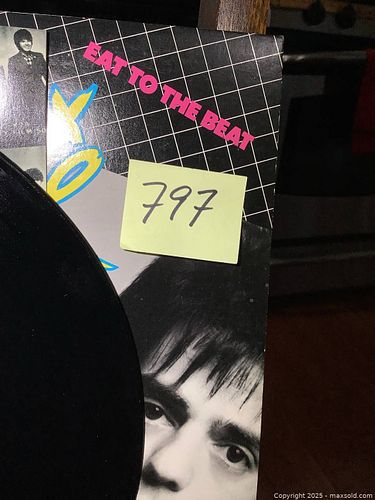 EAT TO THE BEAT
797
Copyright © 2025 - maxsold.com